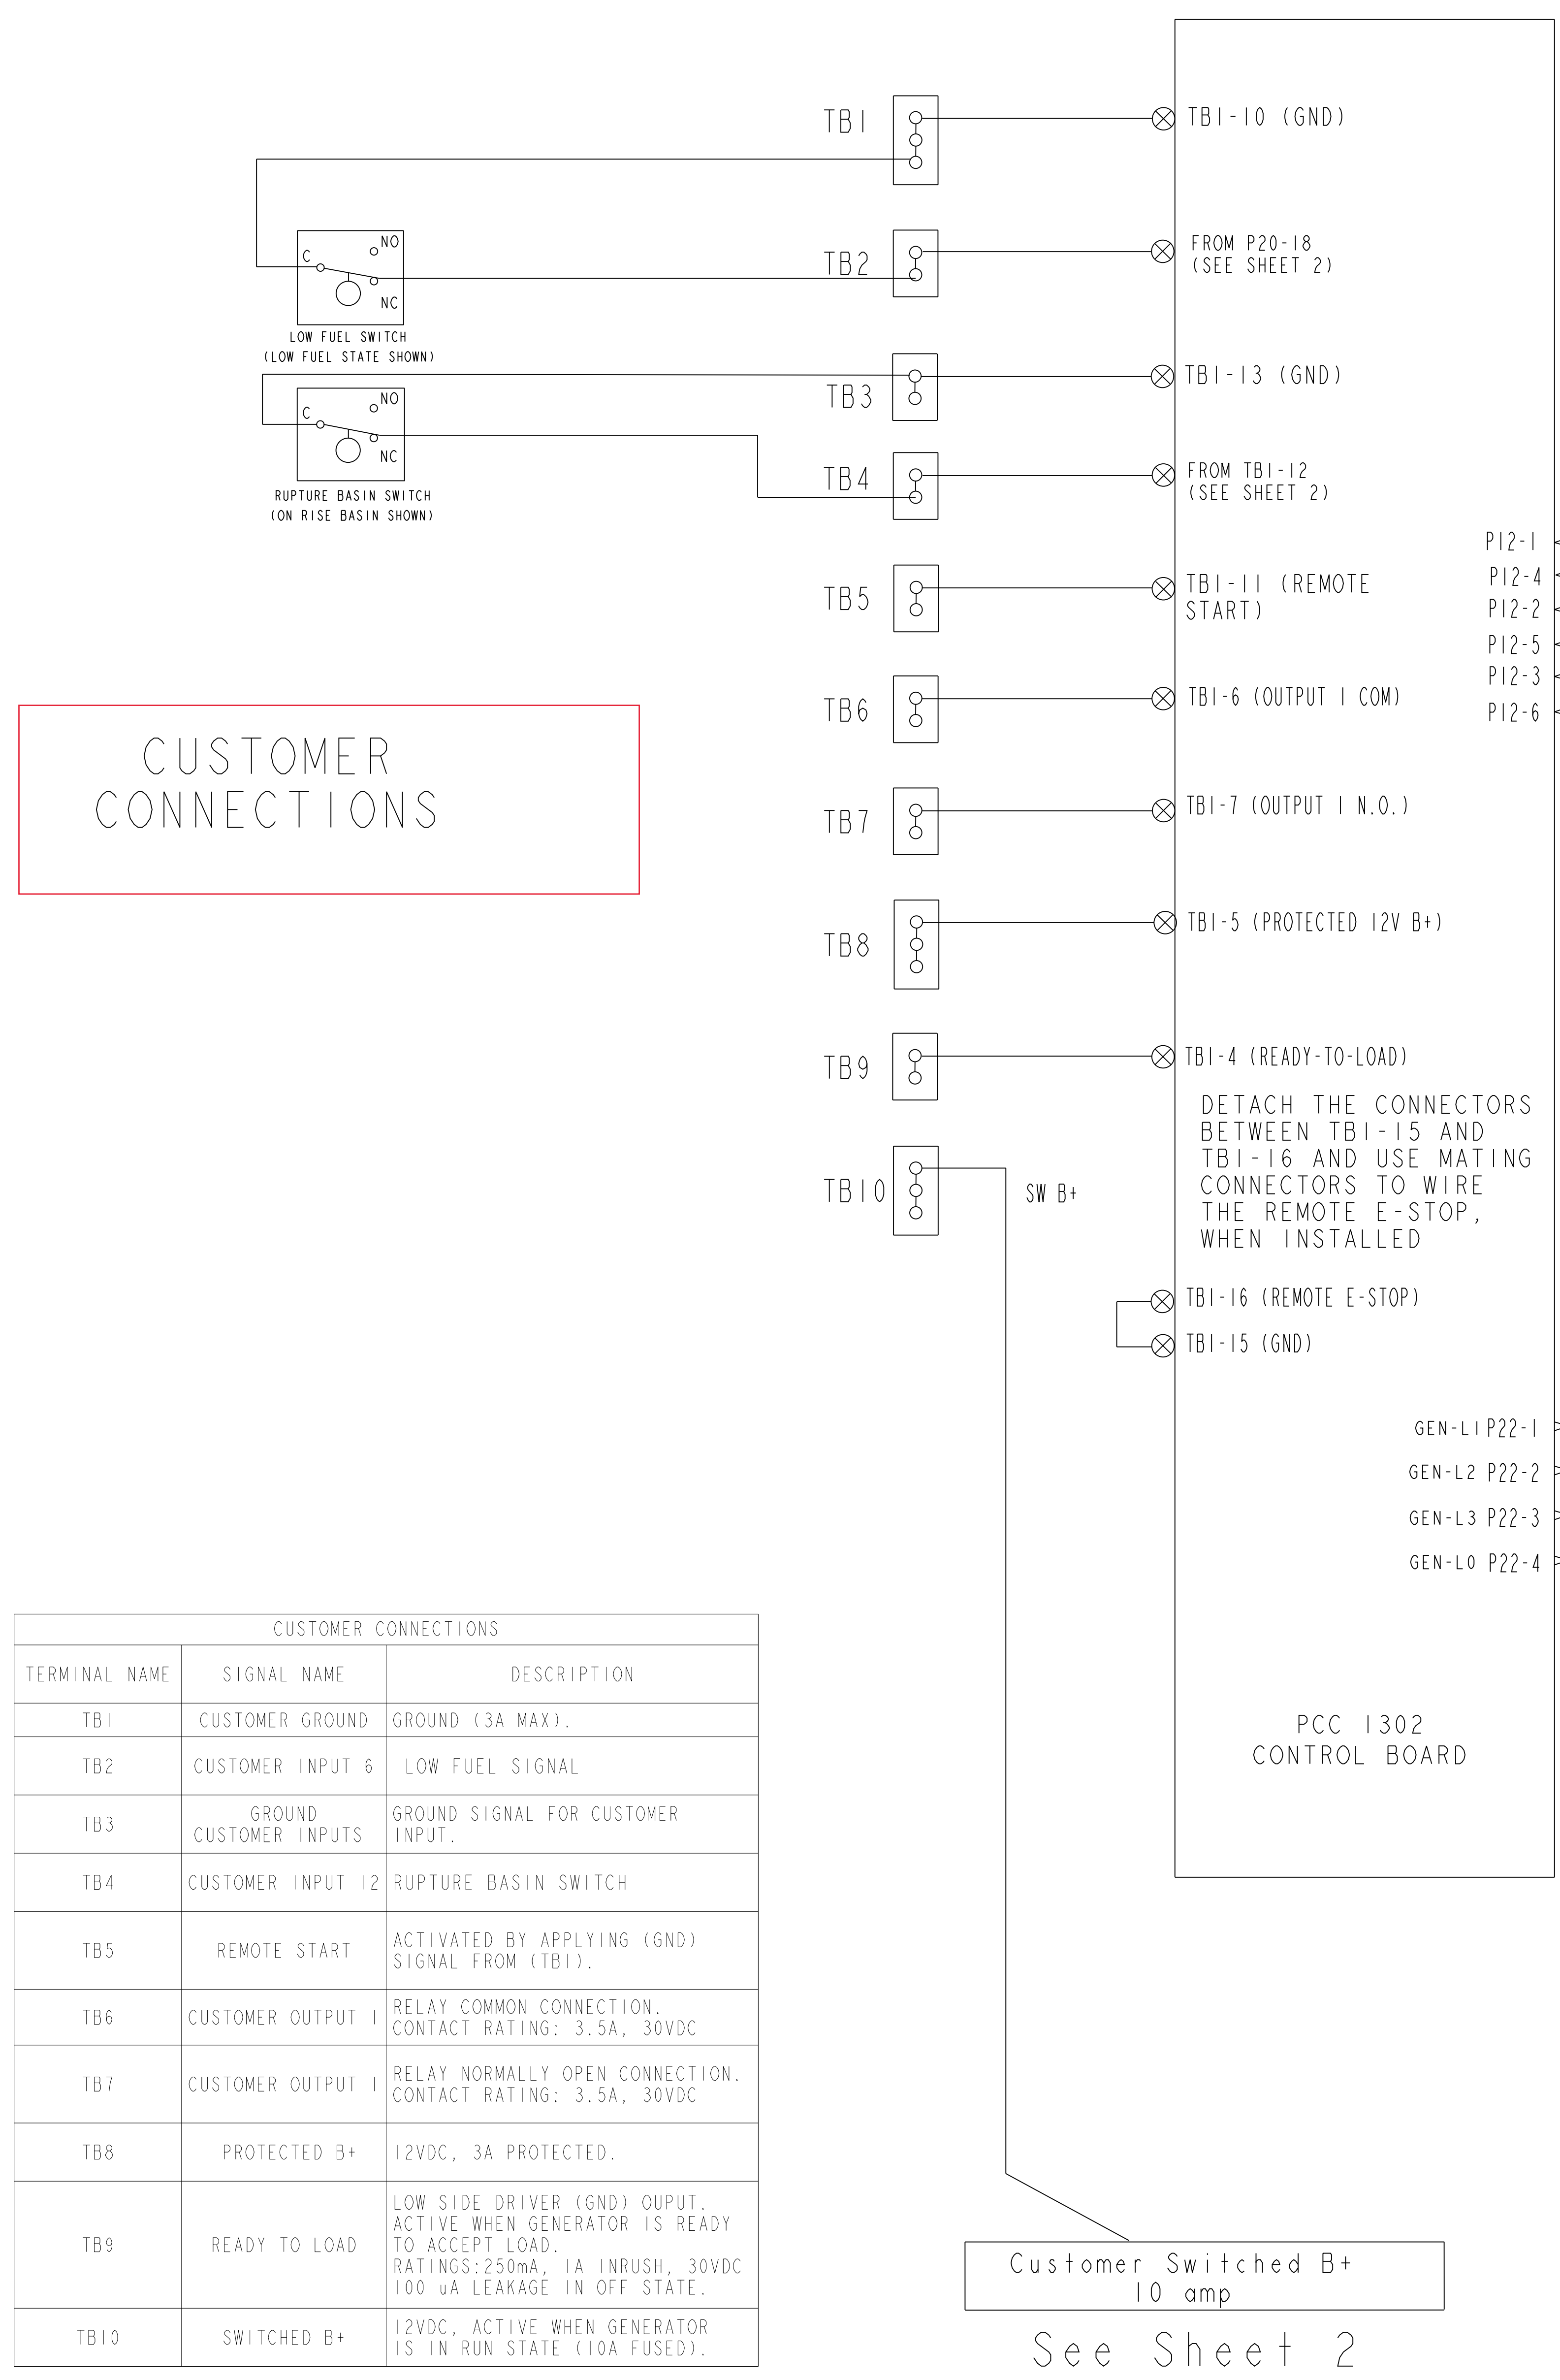 TB1
TB1-10 (GND)
TB2
FROM P20-18
(SEE SHEET 2)
C
NO
NC
LOW FUEL SWITCH
(LOW FUEL STATE SHOWN)
TB3
TB1-13 (GND)
C
NO
NC
RUPTURE BASIN SWITCH
(ON RISE BASIN SHOWN)
TB4
FROM TB1-12
(SEE SHEET 2)
P12-1
P12-4
P12-2
P12-5
P12-3
P12-6
TB5
TB1-11 (REMOTE
START)
TB6
TB1-6 (OUTPUT 1 COM)
CUSTOMER
CONNECTIONS
TB7
TB1-7 (OUTPUT 1 N.O.)
TB8
TB1-5 (PROTECTED 12V B+)
TB9
TB1-4 (READY-TO-LOAD)
DETACH THE CONNECTORS
BETWEEN TB1-15 AND
TB1-16 AND USE MATING
CONNECTORS TO WIRE
THE REMOTE E-STOP,
WHEN INSTALLED
TB10
SW B+
TB1-16 (REMOTE E-STOP)
TB1-15 (GND)
GEN-L1 P22-1
GEN-L2 P22-2
GEN-L3 P22-3
GEN-L0 P22-4
PCC 1302
CONTROL BOARD
CUSTOMER CONNECTIONS
TERMINAL NAME SIGNAL NAME DESCRIPTION
TB1 CUSTOMER GROUND GROUND (3A MAX).
TB2 CUSTOMER INPUT 6 LOW FUEL SIGNAL
TB3
GROUND
CUSTOMER INPUTS
GROUND SIGNAL FOR CUSTOMER
INPUT.
TB4 CUSTOMER INPUT 12 RUPTURE BASIN SWITCH
TB5 REMOTE START
ACTIVATED BY APPLYING (GND)
SIGNAL FROM (TB1).
TB6 CUSTOMER OUTPUT 1
RELAY COMMON CONNECTION.
CONTACT RATING: 3.5A, 30VDC
TB7 CUSTOMER OUTPUT 1
RELAY NORMALLY OPEN CONNECTION.
CONTACT RATING: 3.5A, 30VDC
TB8 PROTECTED B+ 12VDC, 3A PROTECTED.
TB9 READY TO LOAD
LOW SIDE DRIVER (GND) OUPUT.
ACTIVE WHEN GENERATOR IS READY
TO ACCEPT LOAD.
RATINGS:250mA, 1A INRUSH, 30VDC
100 uA LEAKAGE IN OFF STATE.
TB10 SWITCHED B+
12VDC, ACTIVE WHEN GENERATOR
IS IN RUN STATE (10A FUSED).
Customer Switched B+
10 amp
See Sheet 2